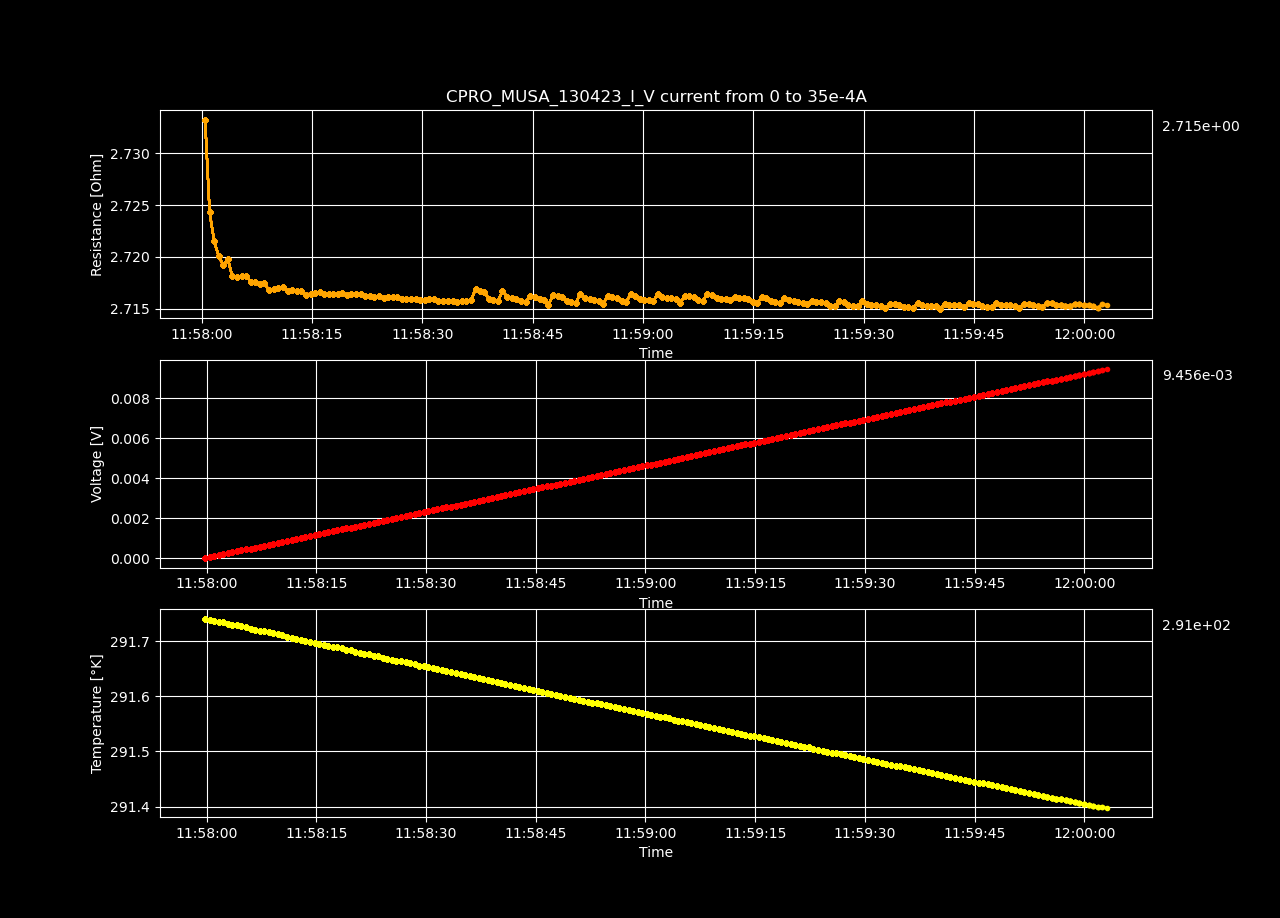 CPRO_MUSA_130423_I_V current from 0 to 35e-4A
2.715e+00
Resistance [Ohm]
2.730
2.725
2.720
2.715
11:58:00 11:58:15 11:58:30 11:58:45 11:59:00 11:59:15 11:59:30 11:59:45 12:00:00
Time
9.456e-03
Voltage [V]
0.008
0.006
0.004
0.002
0.000
11:58:00 11:58:15 11:58:30 11:58:45 11:59:00 11:59:15 11:59:30 11:59:45 12:00:00
Time
2.91e+02
Temperature [°K]
291.7
291.6
291.5
291.4
11:58:00 11:58:15 11:58:30 11:58:45 11:59:00 11:59:15 11:59:30 11:59:45 12:00:00
Time